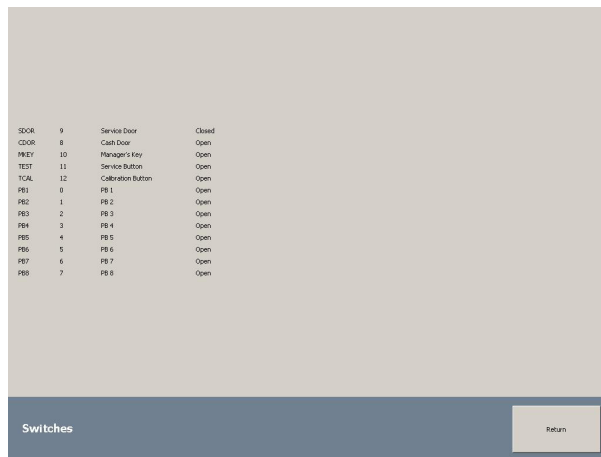 SDOR 9 Service Door Closed
CDOR 8 Cash Door Open
MKEY 10 Manager's Key Open
TEST 11 Service Button Open
TCAL 12 Calibration Button Open
PB1 0 PB 1 Open
PB2 1 PB 2 Open
PB3 2 PB 3 Open
PB4 3 PB 4 Open
PB5 4 PB 5 Open
PB6 5 PB 6 Open
PB7 6 PB 7 Open
PB8 7 PB 8 Open
Switches
Return